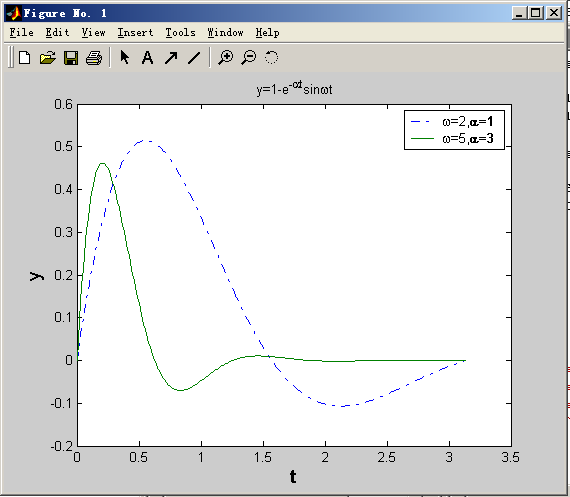 Figure No. 1
File Edit View Insert Tools Window Help
y=1-e^-αt sinωt
0.6
ω=2,α=1
ω=5,α=3
0.5
0.4
0.3
0.2
y
0.1
0
-0.1
-0.2
0 0.5 1 1.5 2 2.5 3 3.5
t